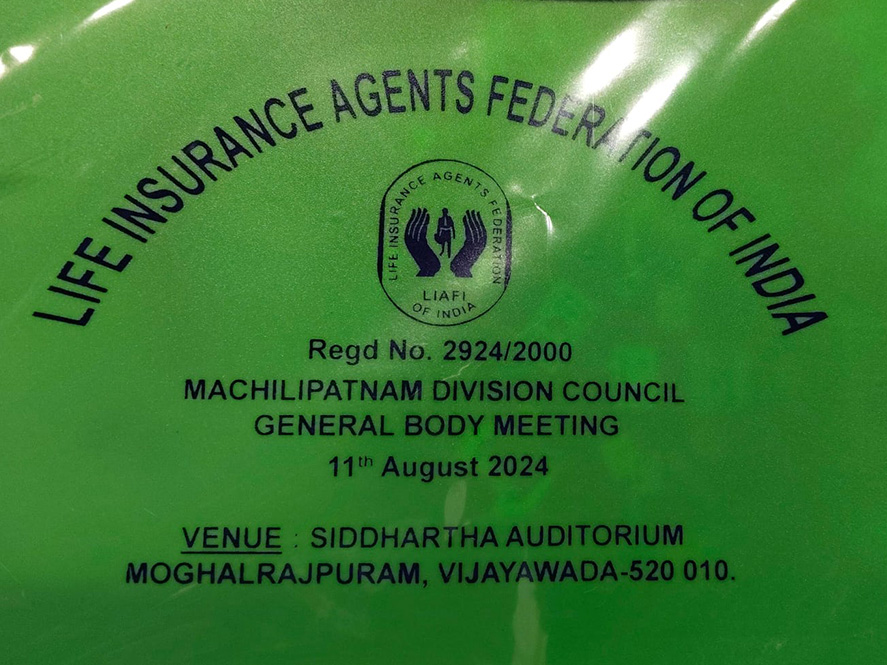 LIFE INSURANCE AGENTS FEDERATION OF INDIA
LIFE INSURANCE AGENTS FEDERATION
LIAFI
OF INDIA
Regd No. 2924/2000
MACHILIPATNAM DIVISION COUNCIL
GENERAL BODY MEETING
11th August 2024
VENUE : SIDDHARTHA AUDITORIUM
MOGHALRAJPURAM, VIJAYAWADA-520 010.